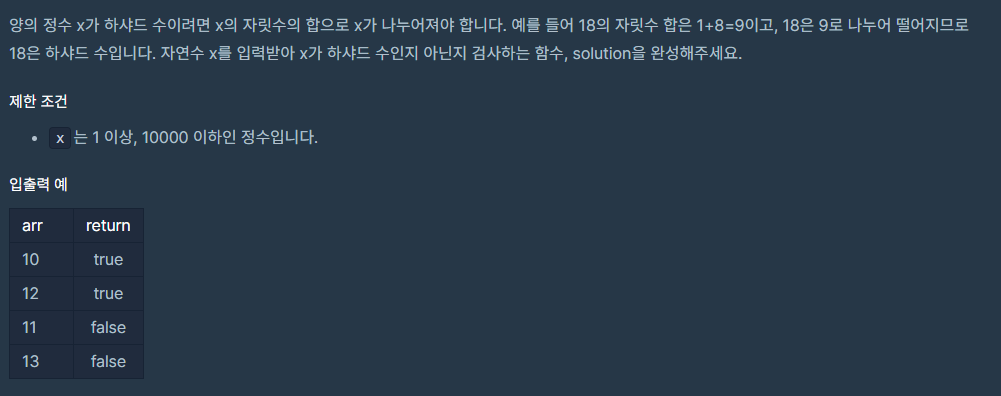 양의 정수 x가 하샤드 수이려면 x의 자릿수의 합으로 x가 나누어져야 합니다. 예를 들어 18의 자릿수 합은 1+8=9이고, 18은 9로 나누어 떨어지므로
18은 하샤드 수입니다. 자연수 x를 입력받아 x가 하샤드 수인지 아닌지 검사하는 함수, solution을 완성해주세요.
제한 조건
• x 는 1 이상, 10000 이하인 정수입니다.
입출력 예
arr return
10 true
12 true
11 false
13 false